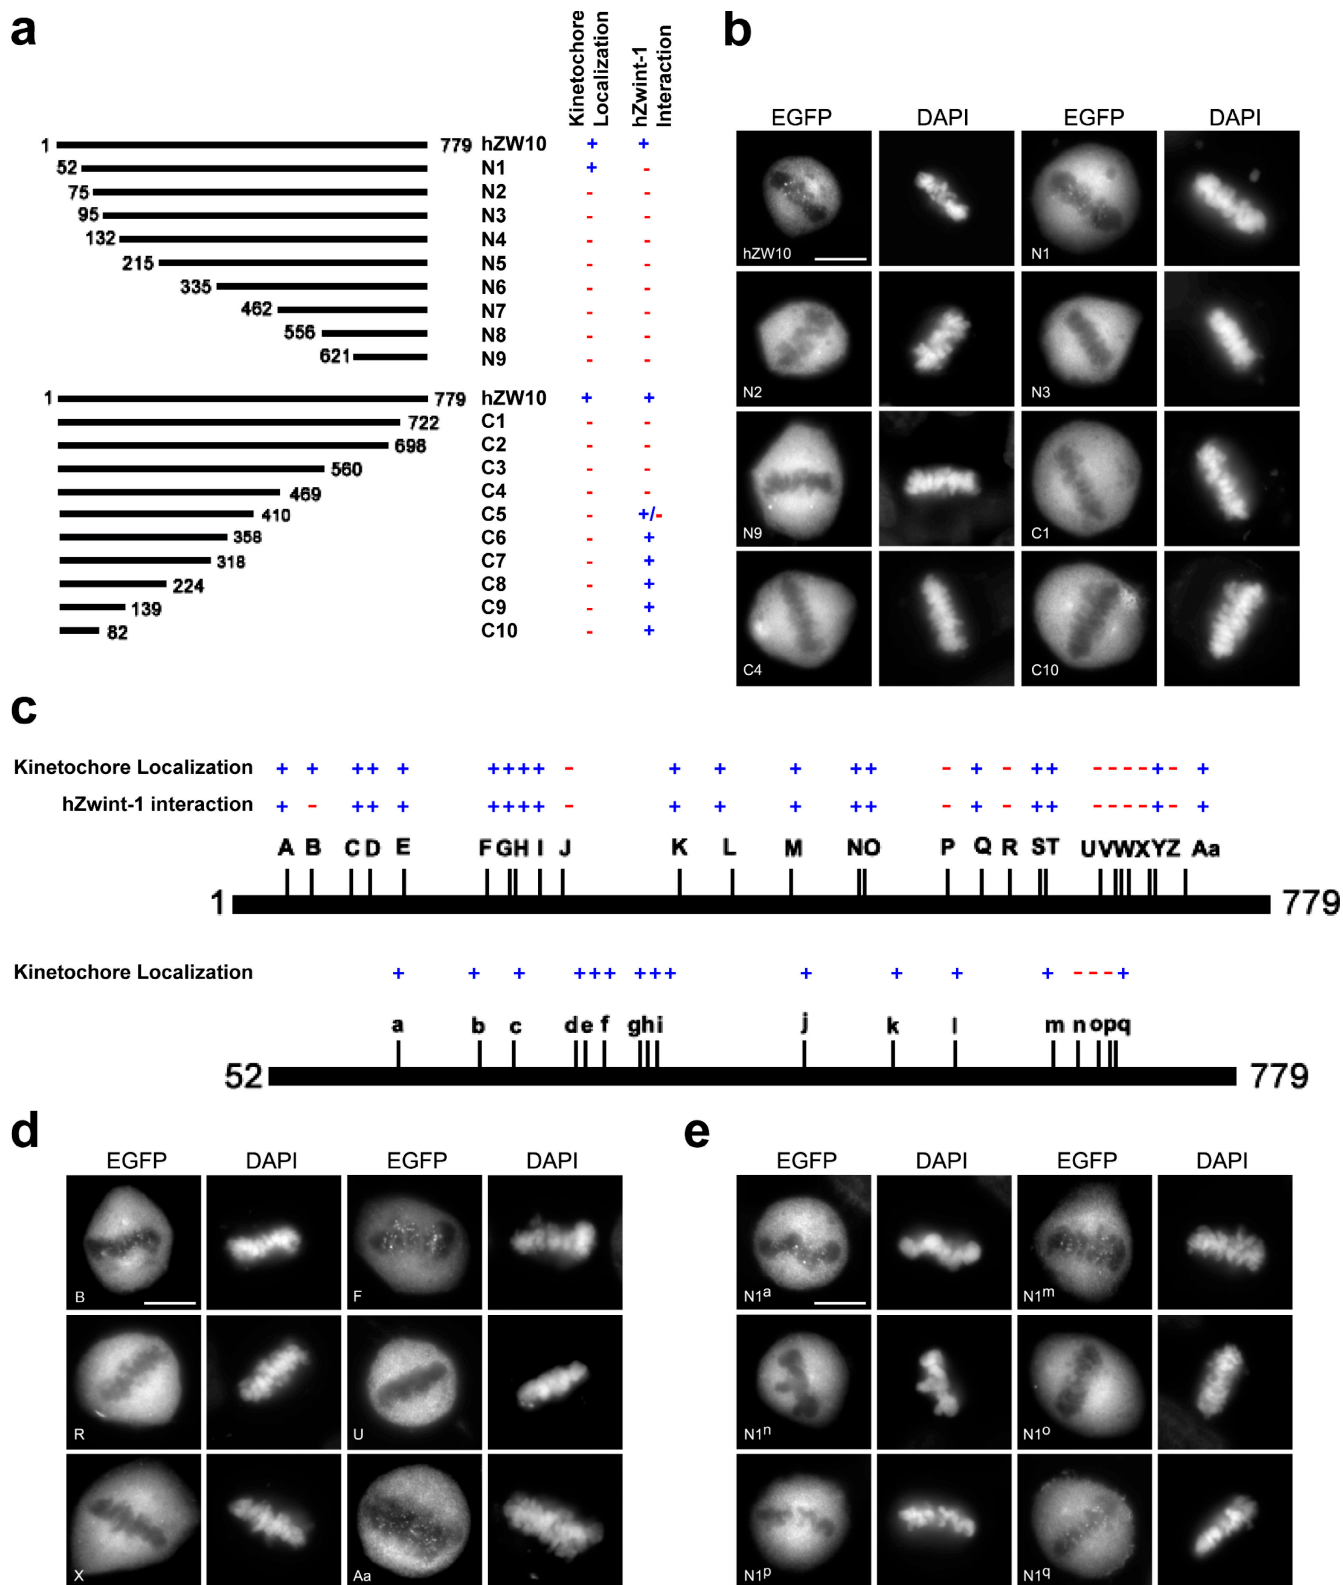 a
Kinetochore
Localization
hZwint-1
Interaction
1 779 hZW10 + +
52 N1 + -
75 N2 - -
95 N3 - -
132 N4 - -
215 N5 - -
335 N6 - -
462 N7 - -
556 N8 - -
621 N9 - -
1 779 hZW10 + +
722 C1 - -
698 C2 - -
560 C3 - -
469 C4 - -
410 C5 - +/-
358 C6 - +
318 C7 - +
224 C8 - +
139 C9 - +
82 C10 - +
b
EGFP DAPI EGFP DAPI
hZW10 N1
N2 N3
N9 C1
C4 C10
c
Kinetochore Localization + + + + + + + + + - + + + + + - + - + + - - - - + - +
hZwint-1 interaction + - + + + + + + + - + + + + + - + - + + - - - - + - +
A B C D E F G H I J K L M N O P Q R S T U V W X Y Z Aa
1 779
Kinetochore Localization + + + + + + + + + + + + + - - - +
a b c d e f g h i j k l m n o p q
52 779
d
EGFP DAPI EGFP DAPI
B F
R U
X Aa
e
EGFP DAPI EGFP DAPI
N1a N1m
N1n N1o
N1p N1q